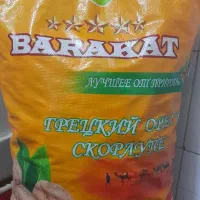 BARAKAT
ЛУЧШЕЕ ОТ ПРИРОДЫ
ГРЕЦКИЙ ОРЕХ
СКОРЛУПЕ